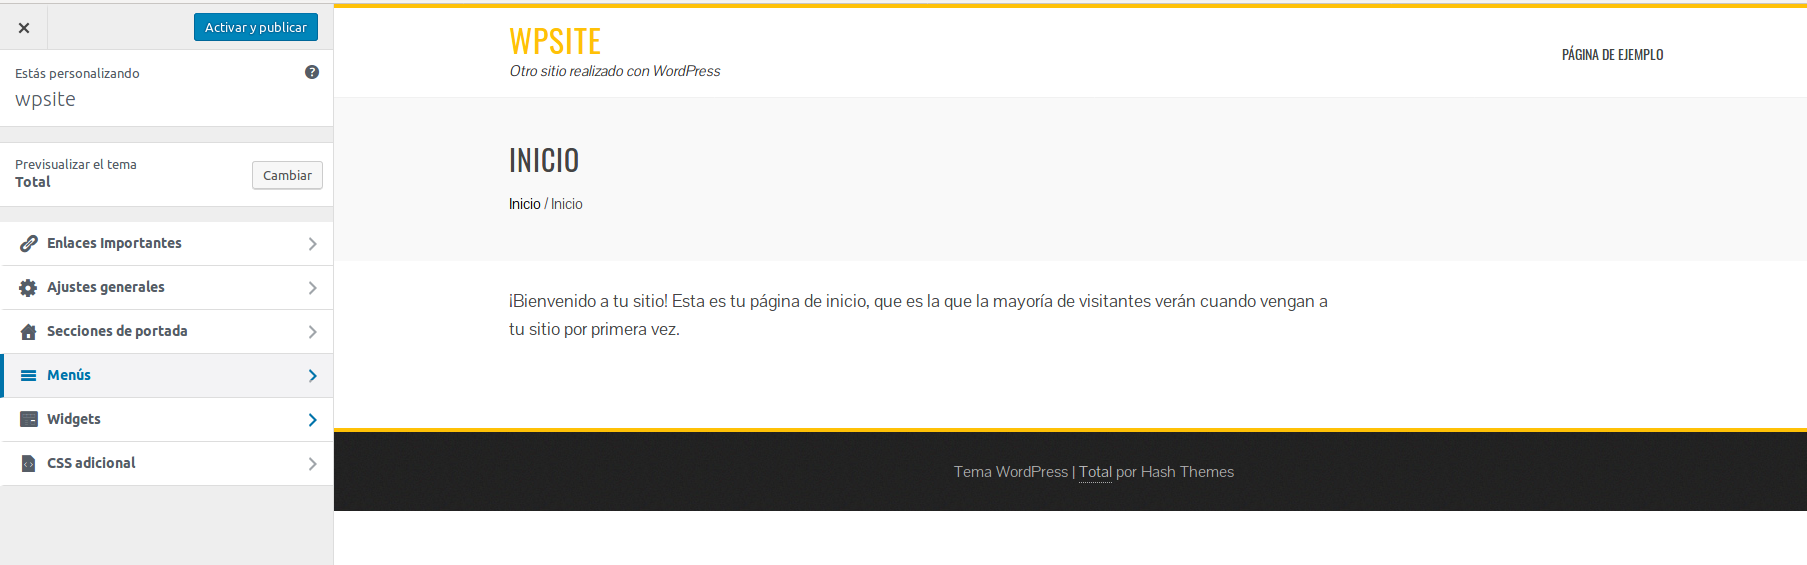 Activar y publicar
Estás personalizando
wpsite
Previsualizar el tema
Total
Cambiar
Enlaces Importantes
Ajustes generales
Secciones de portada
Menús
Widgets
CSS adicional
WPSITE
Otro sitio realizado con WordPress
PÁGINA DE EJEMPLO
INICIO
Inicio / Inicio
¡Bienvenido a tu sitio! Esta es tu página de inicio, que es la que la mayoría de visitantes verán cuando vengan a
tu sitio por primera vez.
Tema WordPress | Total por Hash Themes